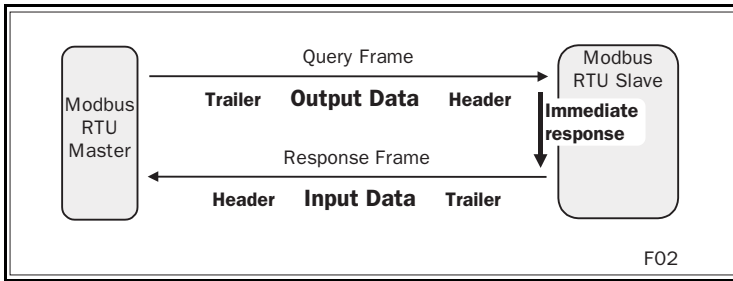 Query Frame
Modbus
RTU
Master
Trailer Output Data Header
Modbus
RTU Slave
Immediate
response
Response Frame
Header Input Data Trailer
F02